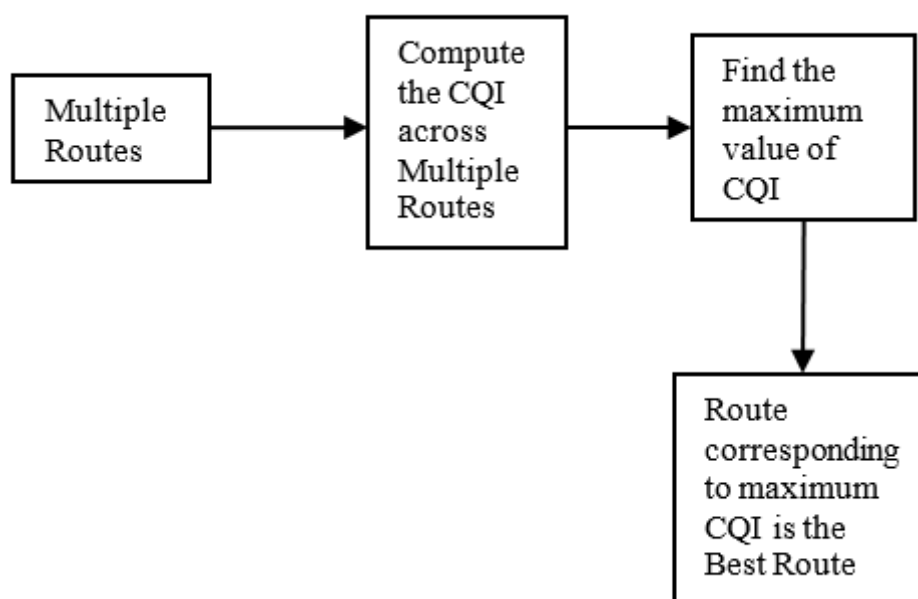 Multiple
Routes
Compute
the CQI
across
Multiple
Routes
Find the
maximum
value of
CQI
Route
corresponding
to maximum
CQI is the
Best Route